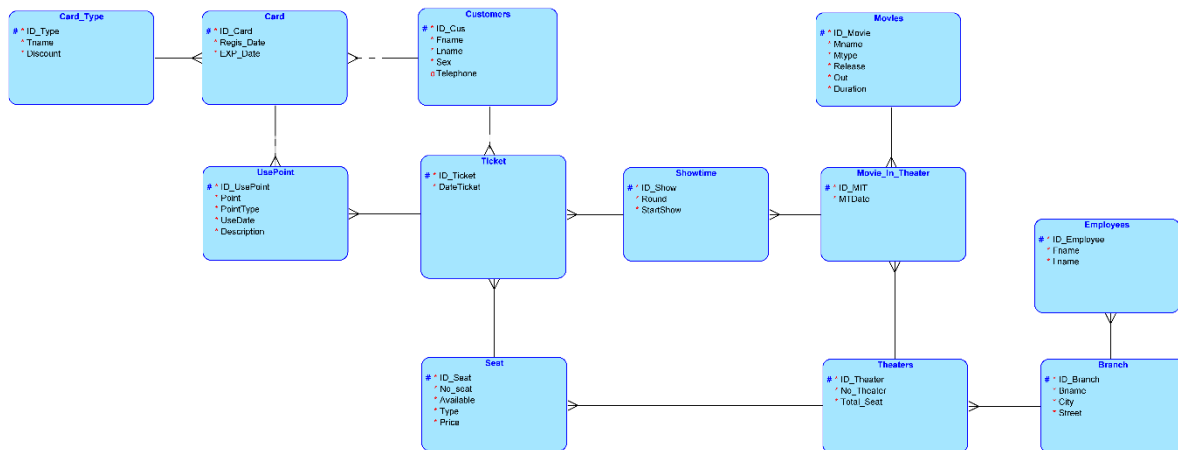 Card_Type
# * ID_Type
* Tname
* Discount
Card
# * ID_Card
* Regis_Date
* EXP_Date
Customers
# * ID_Cus
* Fname
* Lname
* Sex
o Telephone
Movies
# * ID_Movie
* Mname
* Mtype
* Release
* Out
* Duration
UsePoint
# * ID_UsePoint
* Point
* PointType
* UseDate
* Description
Ticket
# * ID_Ticket
* DateTicket
Showtime
# * ID_Show
* Round
* StartShow
Movie_In_Theater
# * ID_MIT
* MTDate
Employees
# * ID_Employee
* Fname
* Lname
Seat
# * ID_Seat
* No_seat
* Available
* Type
* Price
Theaters
# * ID_Theater
* No_Theater
* Total_Seat
Branch
# * ID_Branch
* Bname
* City
* Street